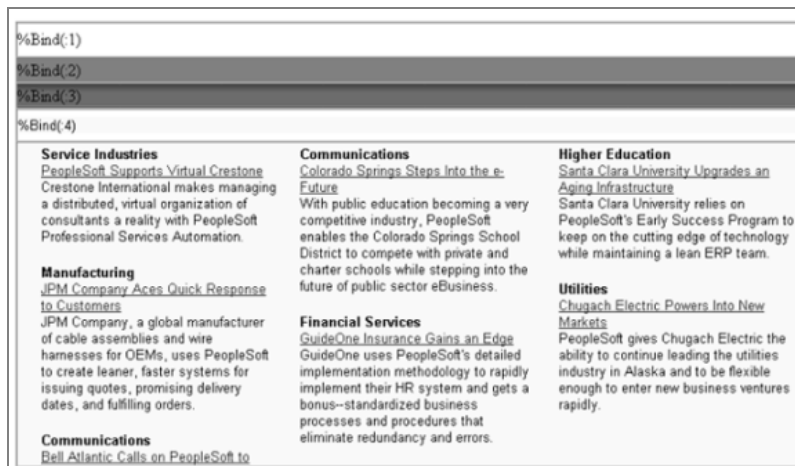 %Bind(:1)
%Bind(:2)
%Bind(:3)
%Bind(:4)
Service Industries
PeopleSoft Supports Virtual Crestone
Crestone International makes managing
a distributed, virtual organization of
consultants a reality with PeopleSoft
Professional Services Automation.
Manufacturing
JPM Company Aces Quick Response
to Customers
JPM Company, a global manufacturer
of cable assemblies and wire
harnesses for OEMs, uses PeopleSoft
to create leaner, faster systems for
issuing quotes, promising delivery
dates, and fulfilling orders.
Communications
Bell Atlantic Calls on PeopleSoft to
Communications
Colorado Springs Steps Into the e-
Future
With public education becoming a very
competitive industry, PeopleSoft
enables the Colorado Springs School
District to compete with private and
charter schools while stepping into the
future of public sector eBusiness.
Financial Services
GuideOne Insurance Gains an Edge
GuideOne uses PeopleSoft's detailed
implementation methodology to rapidly
implement their HR system and gets a
bonus--standardized business
processes and procedures that
eliminate redundancy and errors.
Higher Education
Santa Clara University Upgrades an
Aging Infrastructure
Santa Clara University relies on
PeopleSoft's Early Success Program to
keep on the cutting edge of technology
while maintaining a lean ERP team.
Utilities
Chugach Electric Powers Into New
Markets
PeopleSoft gives Chugach Electric the
ability to continue leading the utilities
industry in Alaska and to be flexible
enough to enter new business ventures
rapidly.